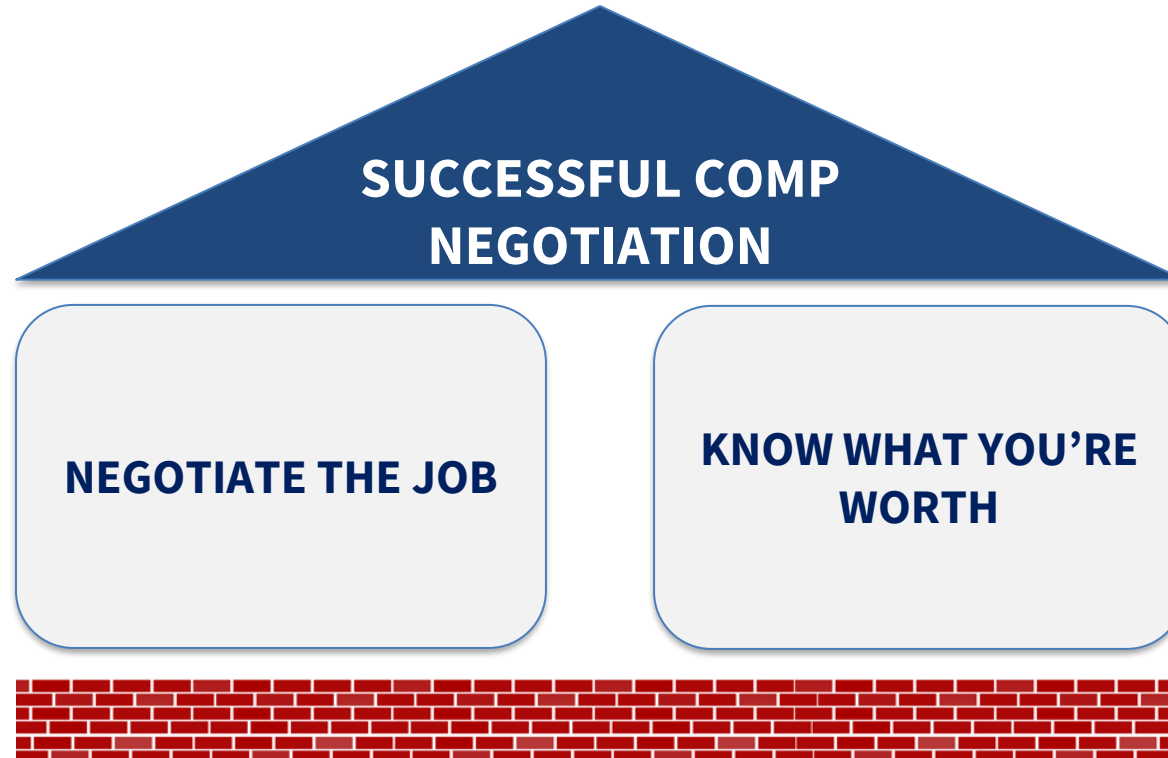 SUCCESSFUL COMP
NEGOTIATION
NEGOTIATE THE JOB
KNOW WHAT YOU’RE
WORTH